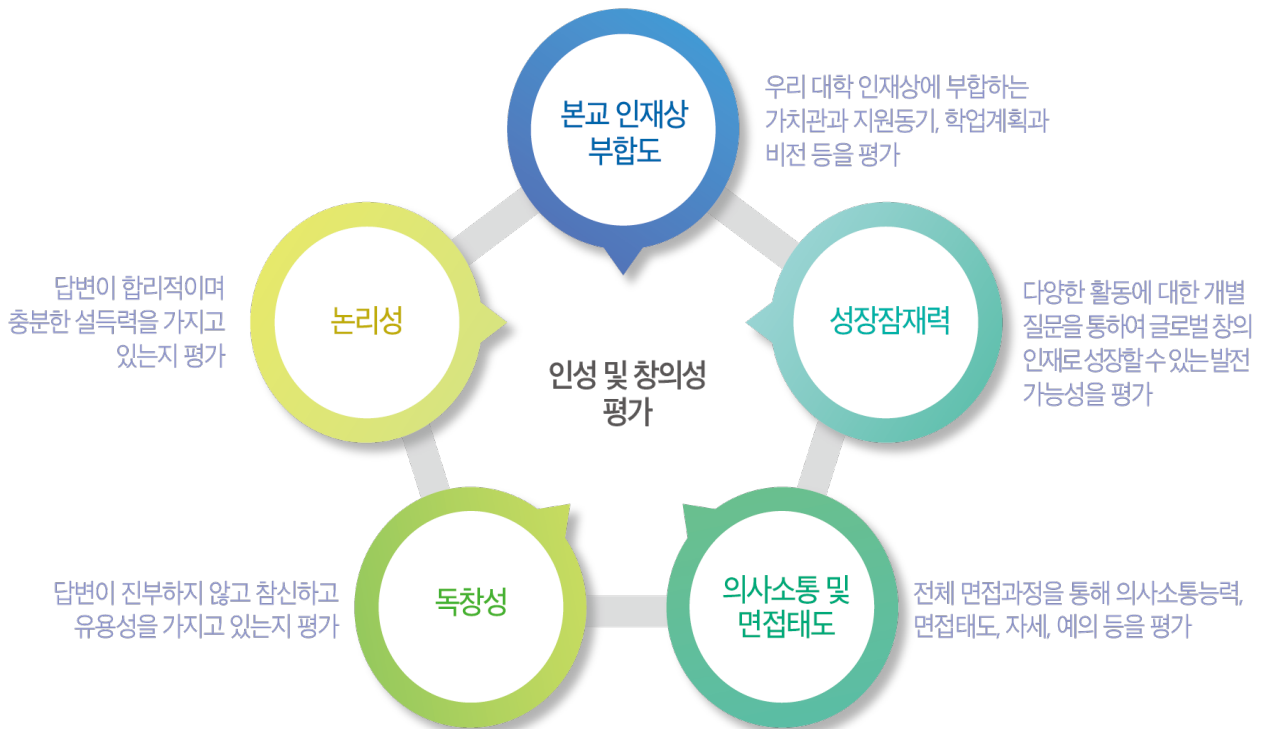 본교 인재상
부합도
우리 대학 인재상에 부합하는
가치관과 지원동기, 학업계획과
비전 등을 평가
논리성
답변이 합리적이며
충분한 설득력을 가지고
있는지 평가
성장잠재력
다양한 활동에 대한 개별
질문을 통하여 글로벌 창의
인재로 성장할 수 있는 발전
가능성을 평가
인성 및 창의성
평가
독창성
답변이 진부하지 않고 참신하고
유용성을 가지고 있는지 평가
의사소통 및
면접태도
전체 면접과정을 통해 의사소통능력,
면접태도, 자세, 예의 등을 평가